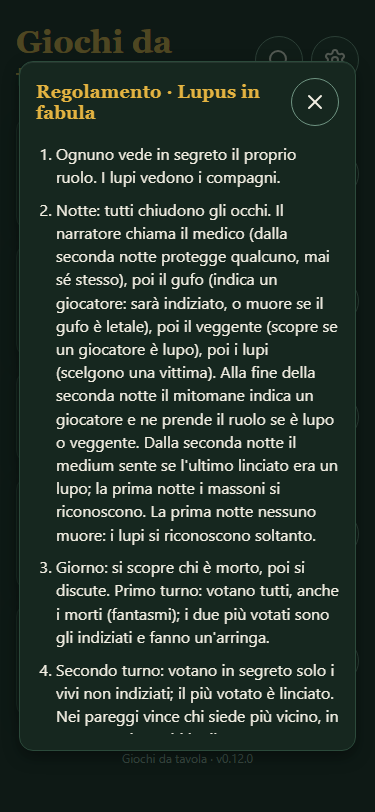 Giochi da
Regolamento · Lupus in
fabula
1. Ognuno vede in segreto il proprio
ruolo. I lupi vedono i compagni.
2. Notte: tutti chiudono gli occhi. Il
narratore chiama il medico (dalla
seconda notte protegge qualcuno, mai
sé stesso), poi il gufo (indica un
giocatore: sarà indiziato, o muore se il
gufo è letale), poi il veggente (scopre se
un giocatore è lupo), poi i lupi
(scelgono una vittima). Alla fine della
seconda notte il mitomane indica un
giocatore e ne prende il ruolo se è lupo
o veggente. Dalla seconda notte il
medium sente se l'ultimo linciato era un
lupo; la prima notte i massoni si
riconoscono. La prima notte nessuno
muore: i lupi si riconoscono soltanto.
3. Giorno: si scopre chi è morto, poi si
discute. Primo turno: votano tutti, anche
i morti (fantasmi); i due più votati sono
gli indiziati e fanno un'arringa.
4. Secondo turno: votano in segreto solo i
vivi non indiziati; il più votato è linciato.
Nei pareggi vince chi siede più vicino, in
Giochi da tavola · v0.12.0